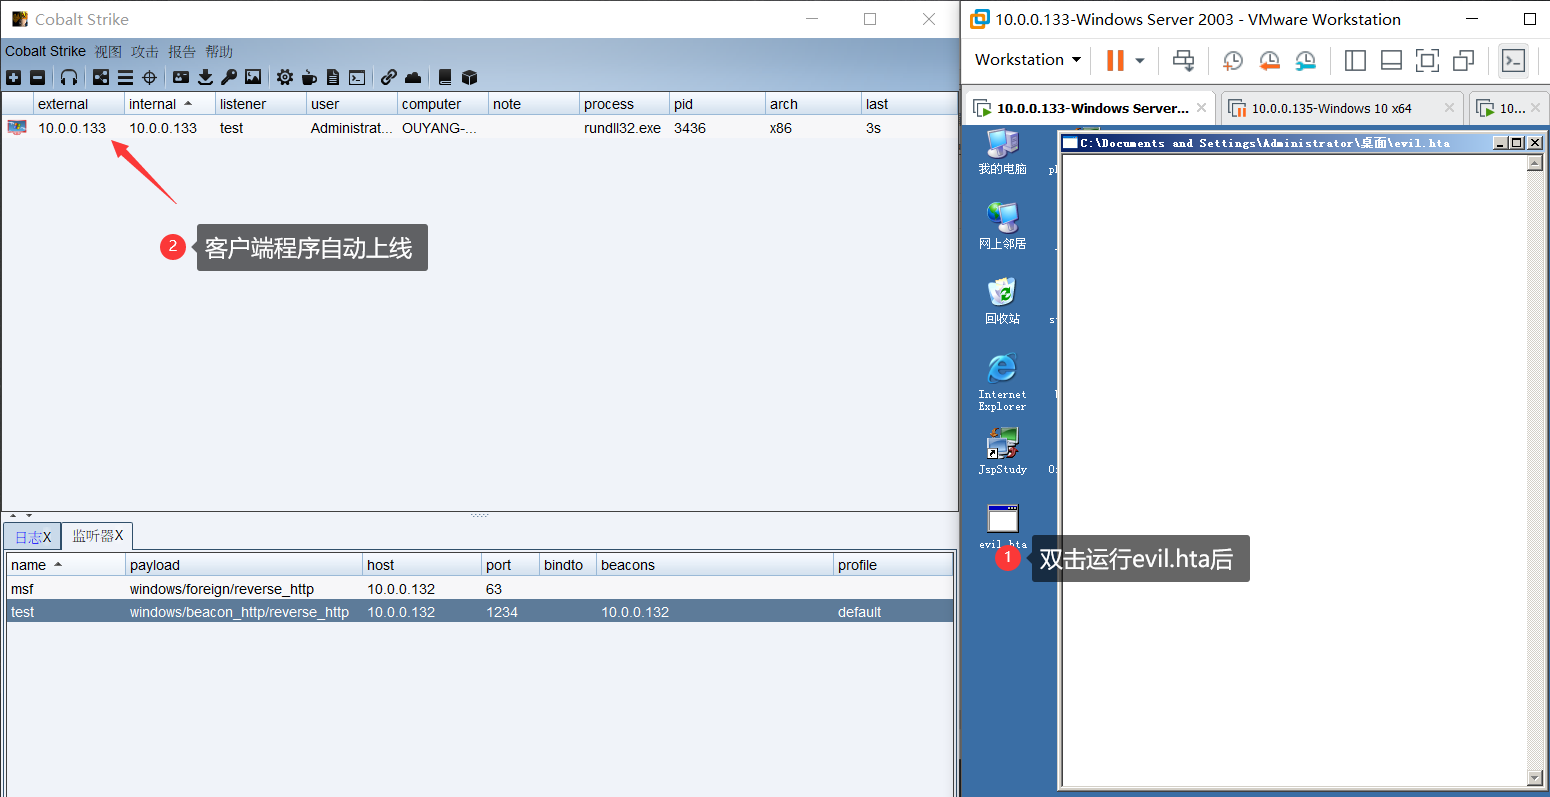 Cobalt Strike
Cobalt Strike 视图 攻击 报告 帮助
external internal listener user computer note process pid arch last
10.0.0.133 10.0.0.133 test Administrat... OUYANG-... rundll32.exe 3436 x86 3s
2 客户端程序自动上线
日志X 监听器X
name payload host port bindto beacons profile
msf windows/foreign/reverse_http 10.0.0.132 63
test windows/beacon_http/reverse_http 10.0.0.132 1234 10.0.0.132 default
10.0.0.133-Windows Server 2003 - VMware Workstation
Workstation
10.0.0.133-Windows Server... 10.0.0.135-Windows 10 x64 10...
C:\Documents and Settings\Administrator\桌面\evil.hta
我的电脑
网上邻居
回收站
Internet
Explorer
JspStudy
evil.hta
1 双击运行evil.hta后